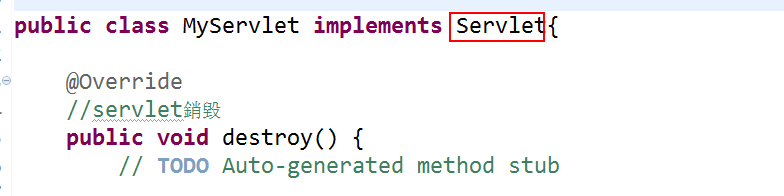 public class MyServlet implements Servlet{
@Override
//servlet銷毀
public void destroy() {
// TODO Auto-generated method stub